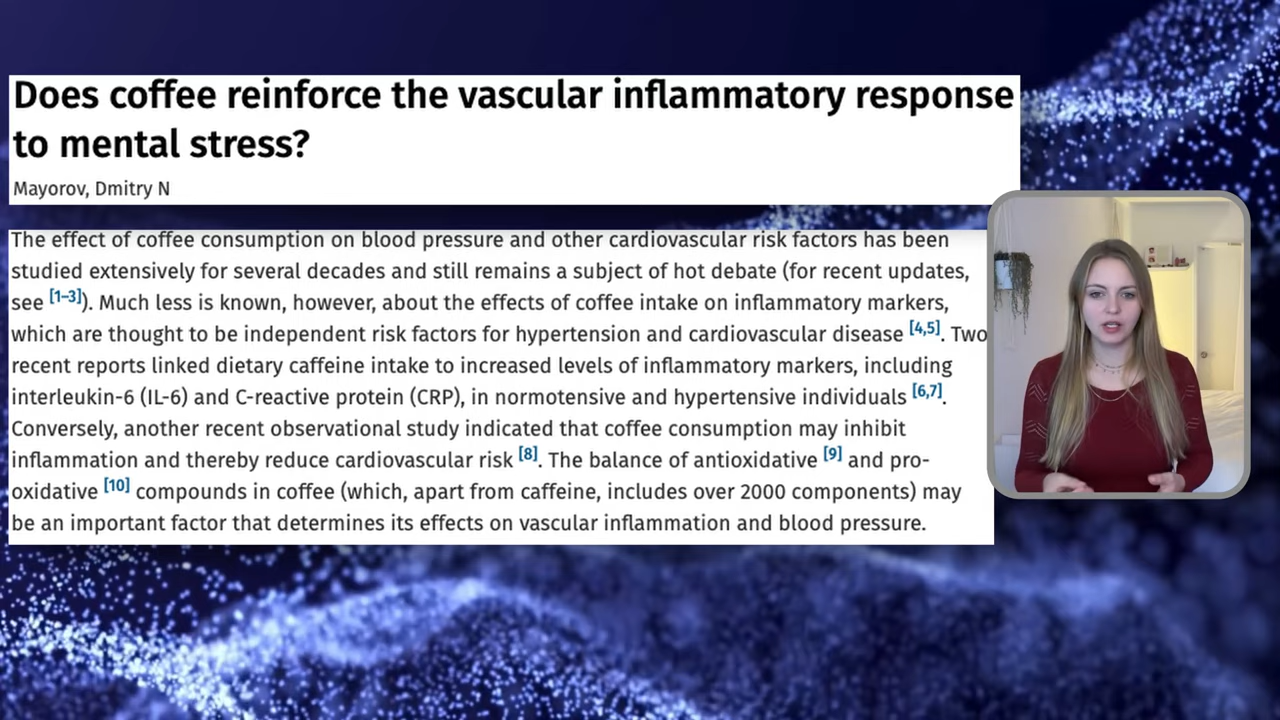 Does coffee reinforce the vascular inflammatory response
to mental stress?
Mayorov, Dmitry N
The effect of coffee consumption on blood pressure and other cardiovascular risk factors has been
studied extensively for several decades and still remains a subject of hot debate (for recent updates,
see [1–3]). Much less is known, however, about the effects of coffee intake on inflammatory markers,
which are thought to be independent risk factors for hypertension and cardiovascular disease [4,5]. Two
recent reports linked dietary caffeine intake to increased levels of inflammatory markers, including
interleukin-6 (IL-6) and C-reactive protein (CRP), in normotensive and hypertensive individuals [6,7].
Conversely, another recent observational study indicated that coffee consumption may inhibit
inflammation and thereby reduce cardiovascular risk [8]. The balance of antioxidative [9] and pro-
oxidative [10] compounds in coffee (which, apart from caffeine, includes over 2000 components) may
be an important factor that determines its effects on vascular inflammation and blood pressure.